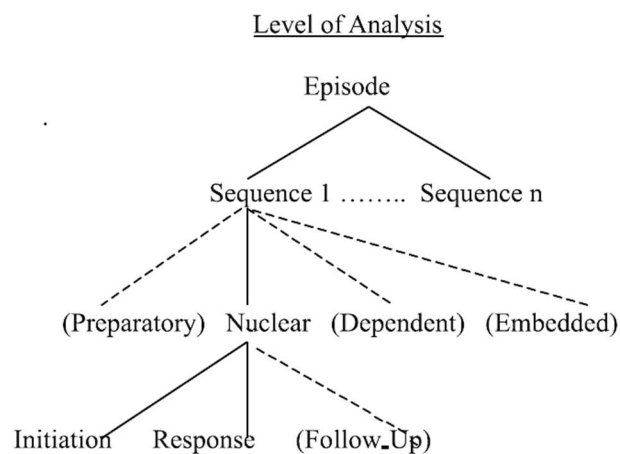 Level of Analysis
Episode
Sequence 1 …….. Sequence n
(Preparatory) Nuclear (Dependent) (Embedded)
Initiation Response (Follow-Up)